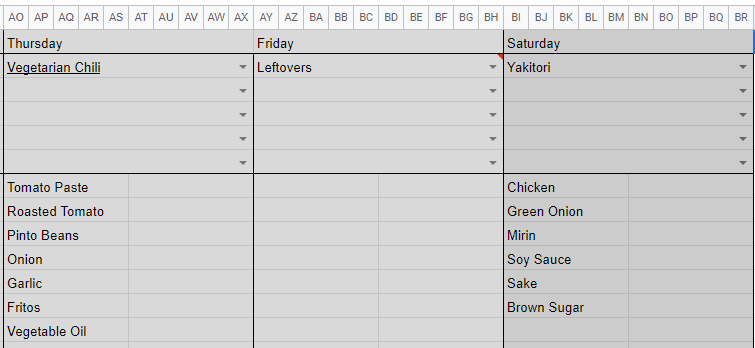 AO AP AQ AR AS AT AU AV AW AX AY AZ BA BB BC BD BE BF BG BH BI BJ BK BL BM BN BO BP BQ BR
Thursday Friday Saturday
Vegetarian Chili Leftovers Yakitori
Tomato Paste Chicken
Roasted Tomato Green Onion
Pinto Beans Mirin
Onion Soy Sauce
Garlic Sake
Fritos Brown Sugar
Vegetable Oil